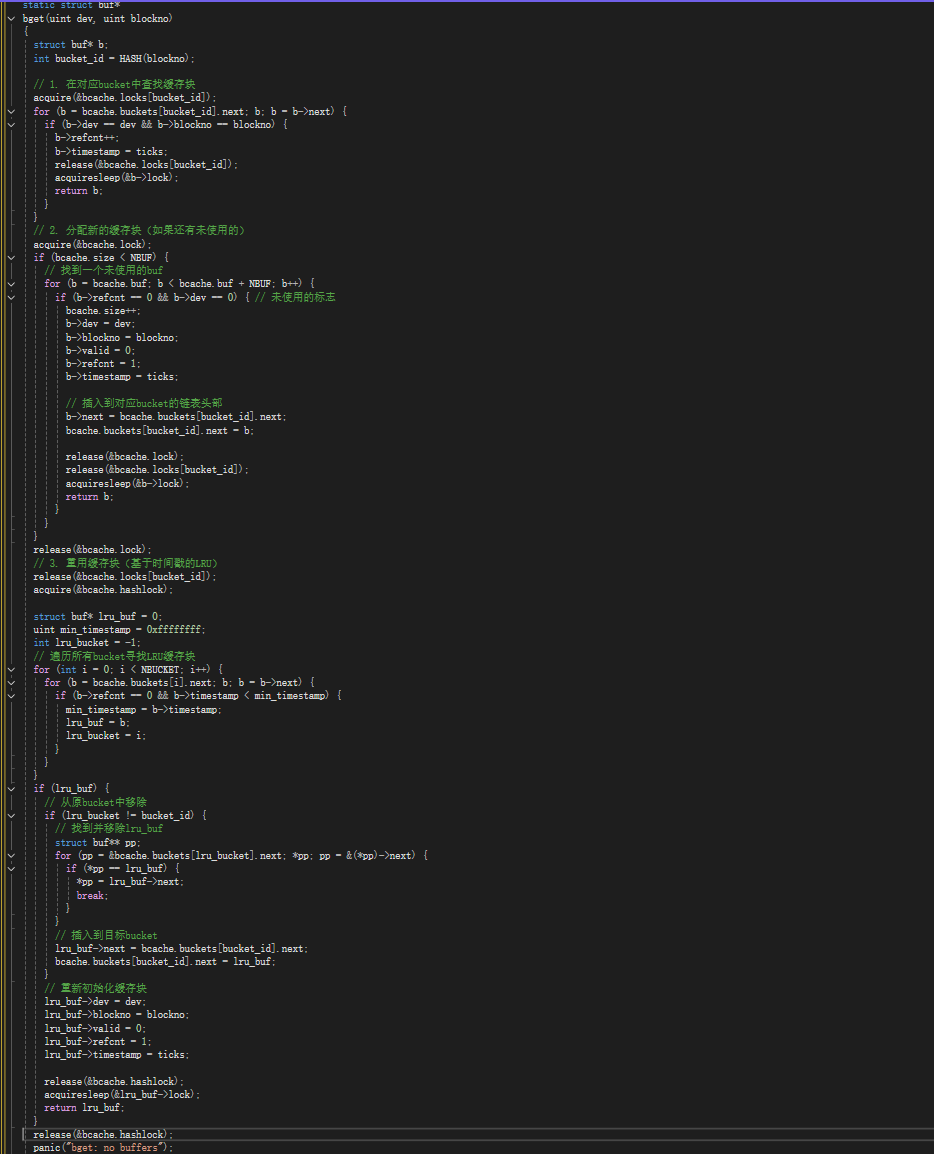 static struct buf*
bget(uint dev, uint blockno)
{
struct buf* b;
int bucket_id = HASH(blockno);
// 1. 在对应bucket中查找缓存块
acquire(&bcache.locks[bucket_id]);
for (b = bcache.buckets[bucket_id].next; b; b = b->next) {
if (b->dev == dev && b->blockno == blockno) {
b->refcnt++;
b->timestamp = ticks;
release(&bcache.locks[bucket_id]);
acquiresleep(&b->lock);
return b;
}
}
// 2. 分配新的缓存块（如果还有未使用的）
acquire(&bcache.lock);
if (bcache.size < NBUF) {
// 找到一个未使用的buf
for (b = bcache.buf; b < bcache.buf + NBUF; b++) {
if (b->refcnt == 0 && b->dev == 0) { // 未使用的标志
bcache.size++;
b->dev = dev;
b->blockno = blockno;
b->valid = 0;
b->refcnt = 1;
b->timestamp = ticks;
// 插入到对应bucket的链表头部
b->next = bcache.buckets[bucket_id].next;
bcache.buckets[bucket_id].next = b;
release(&bcache.lock);
release(&bcache.locks[bucket_id]);
acquiresleep(&b->lock);
return b;
}
}
}
release(&bcache.lock);
// 3. 重用缓存块（基于时间戳的LRU）
release(&bcache.locks[bucket_id]);
acquire(&bcache.hashlock);
struct buf* lru_buf = 0;
uint min_timestamp = 0xffffffff;
int lru_bucket = -1;
// 遍历所有bucket寻找LRU缓存块
for (int i = 0; i < NBUCKET; i++) {
for (b = bcache.buckets[i].next; b; b = b->next) {
if (b->refcnt == 0 && b->timestamp < min_timestamp) {
min_timestamp = b->timestamp;
lru_buf = b;
lru_bucket = i;
}
}
}
if (lru_buf) {
// 从原bucket中移除
if (lru_bucket != bucket_id) {
// 找到并移除lru_buf
struct buf** pp;
for (pp = &bcache.buckets[lru_bucket].next; *pp; pp = &(*pp)->next) {
if (*pp == lru_buf) {
*pp = lru_buf->next;
break;
}
}
// 插入到目标bucket
lru_buf->next = bcache.buckets[bucket_id].next;
bcache.buckets[bucket_id].next = lru_buf;
}
// 重新初始化缓存块
lru_buf->dev = dev;
lru_buf->blockno = blockno;
lru_buf->valid = 0;
lru_buf->refcnt = 1;
lru_buf->timestamp = ticks;
release(&bcache.hashlock);
acquiresleep(&lru_buf->lock);
return lru_buf;
}
release(&bcache.hashlock);
panic("bget: no buffers");